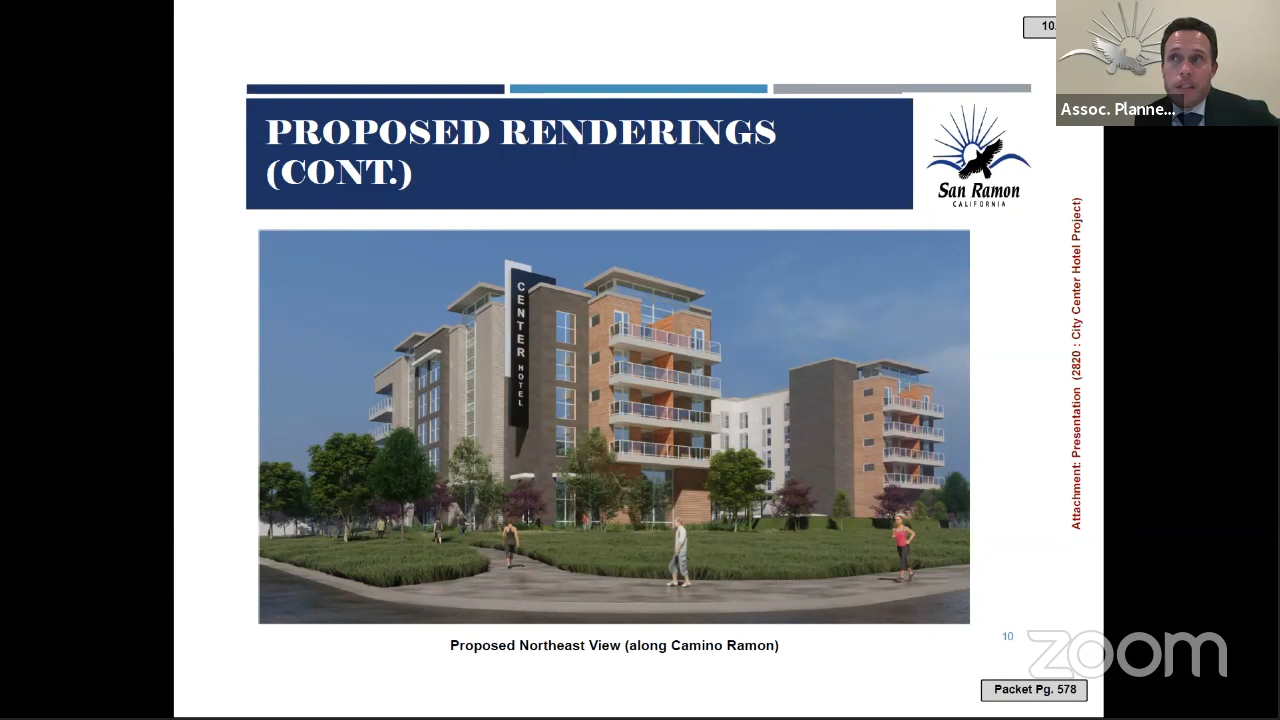 10.
Assoc. Planne...
PROPOSED RENDERINGS
(CONT.)
San Ramon
CALIFORNIA
CENTER HOTEL
Attachment: Presentation (2820 : City Center Hotel Project)
Proposed Northeast View (along Camino Ramon)
10
zoom
Packet Pg. 578